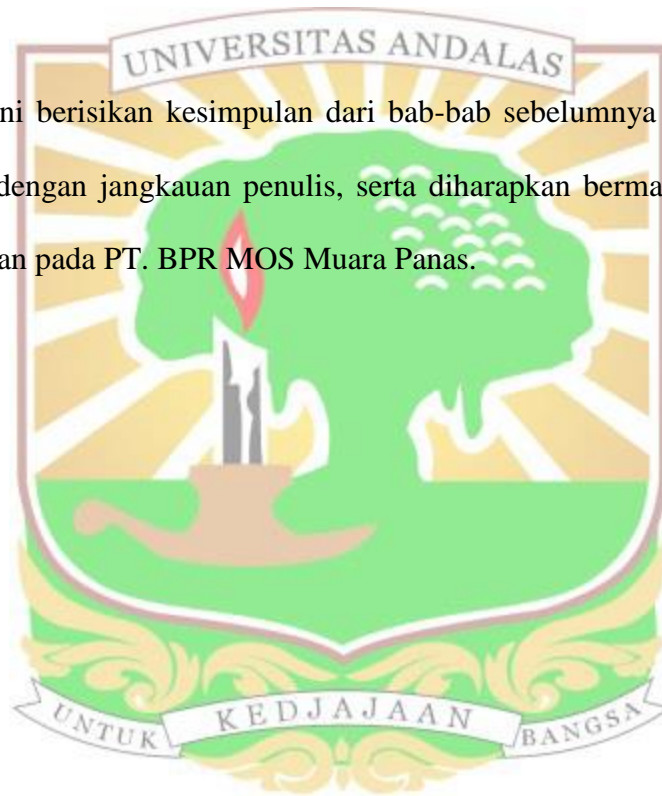 UNIVERSITAS ANDALAS
ni berisikan kesimpulan dari bab-bab sebelumnya
dengan jangkauan penulis, serta diharapkan berma
an pada PT. BPR MOS Muara Panas.
UNTUK KEDJAJAAN BANGSA